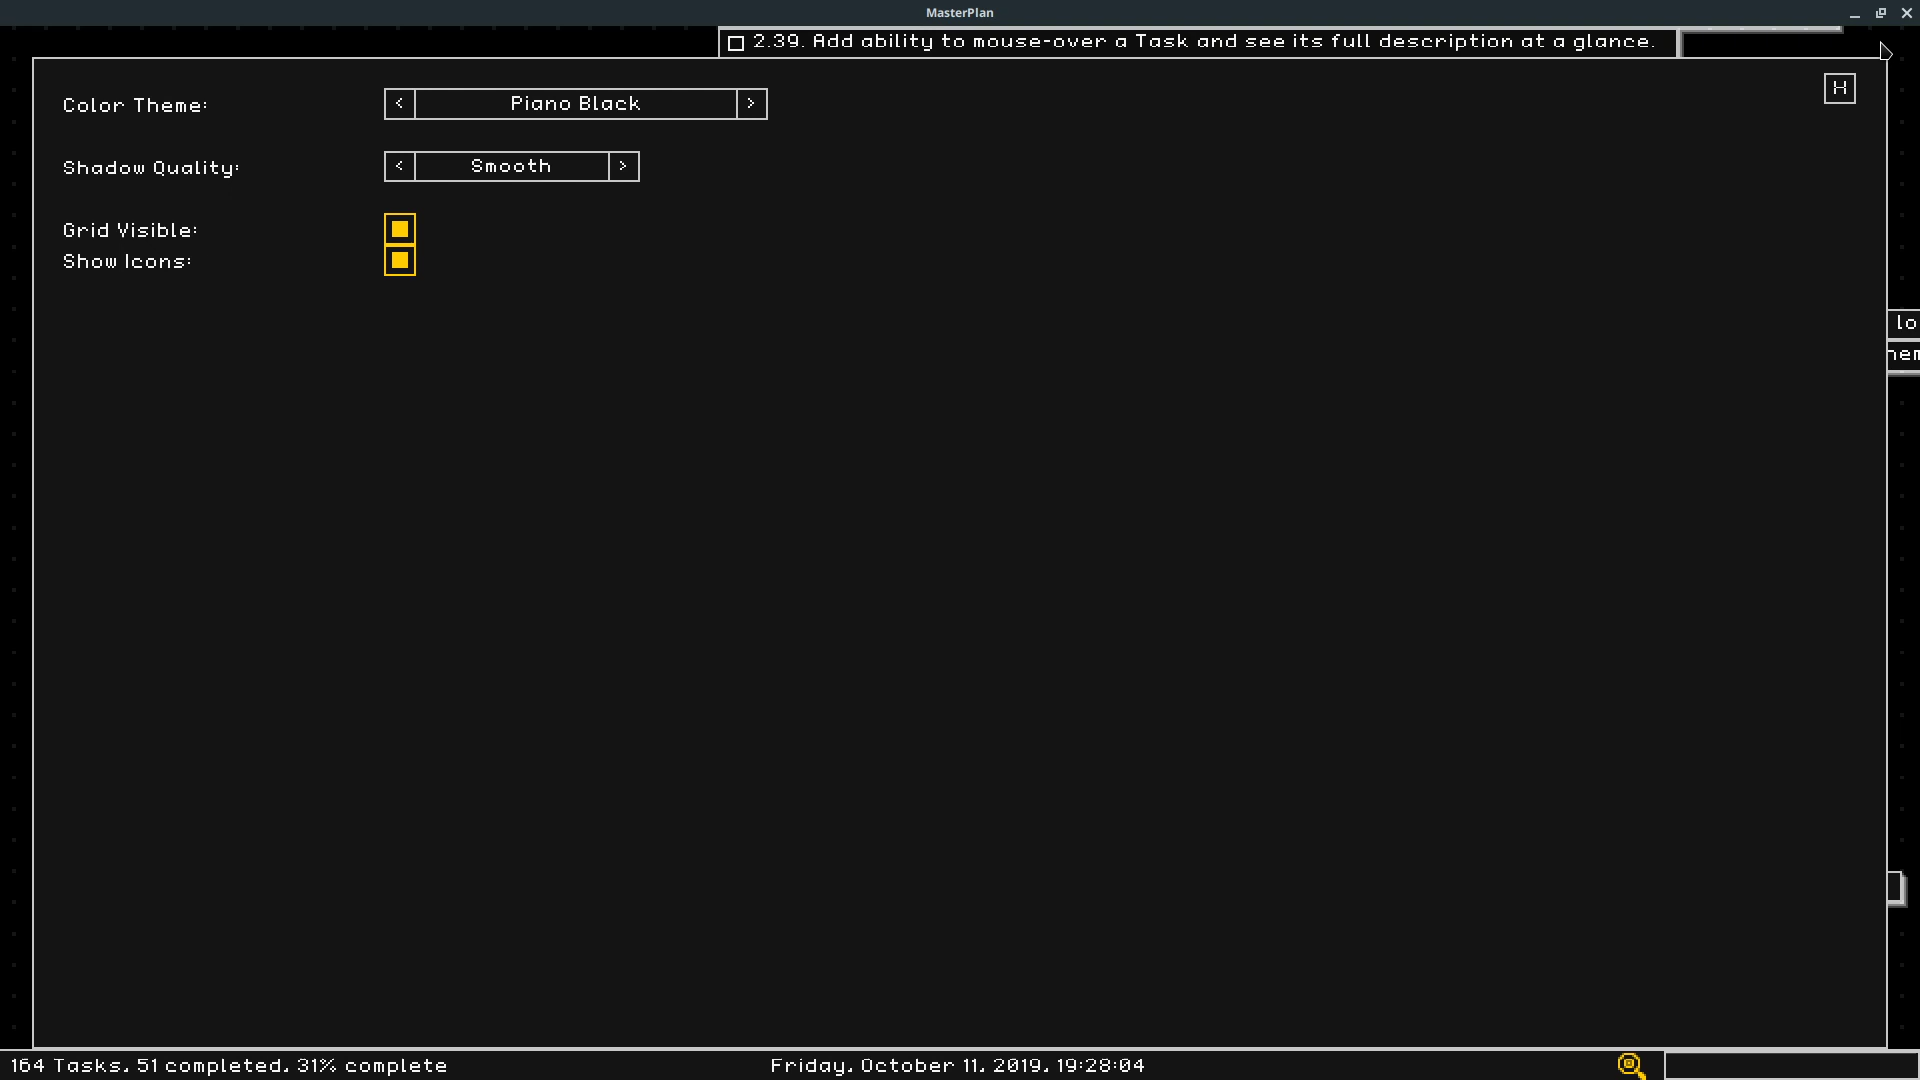 MasterPlan
2.39. Add ability to mouse-over a Task and see its full description at a glance.
Color Theme:
< Piano Black >
Shadow Quality:
< Smooth >
Grid Visible:
Show Icons:
lo
164 Tasks, 51 completed, 31% complete
Friday, October 11, 2019, 19:28:04